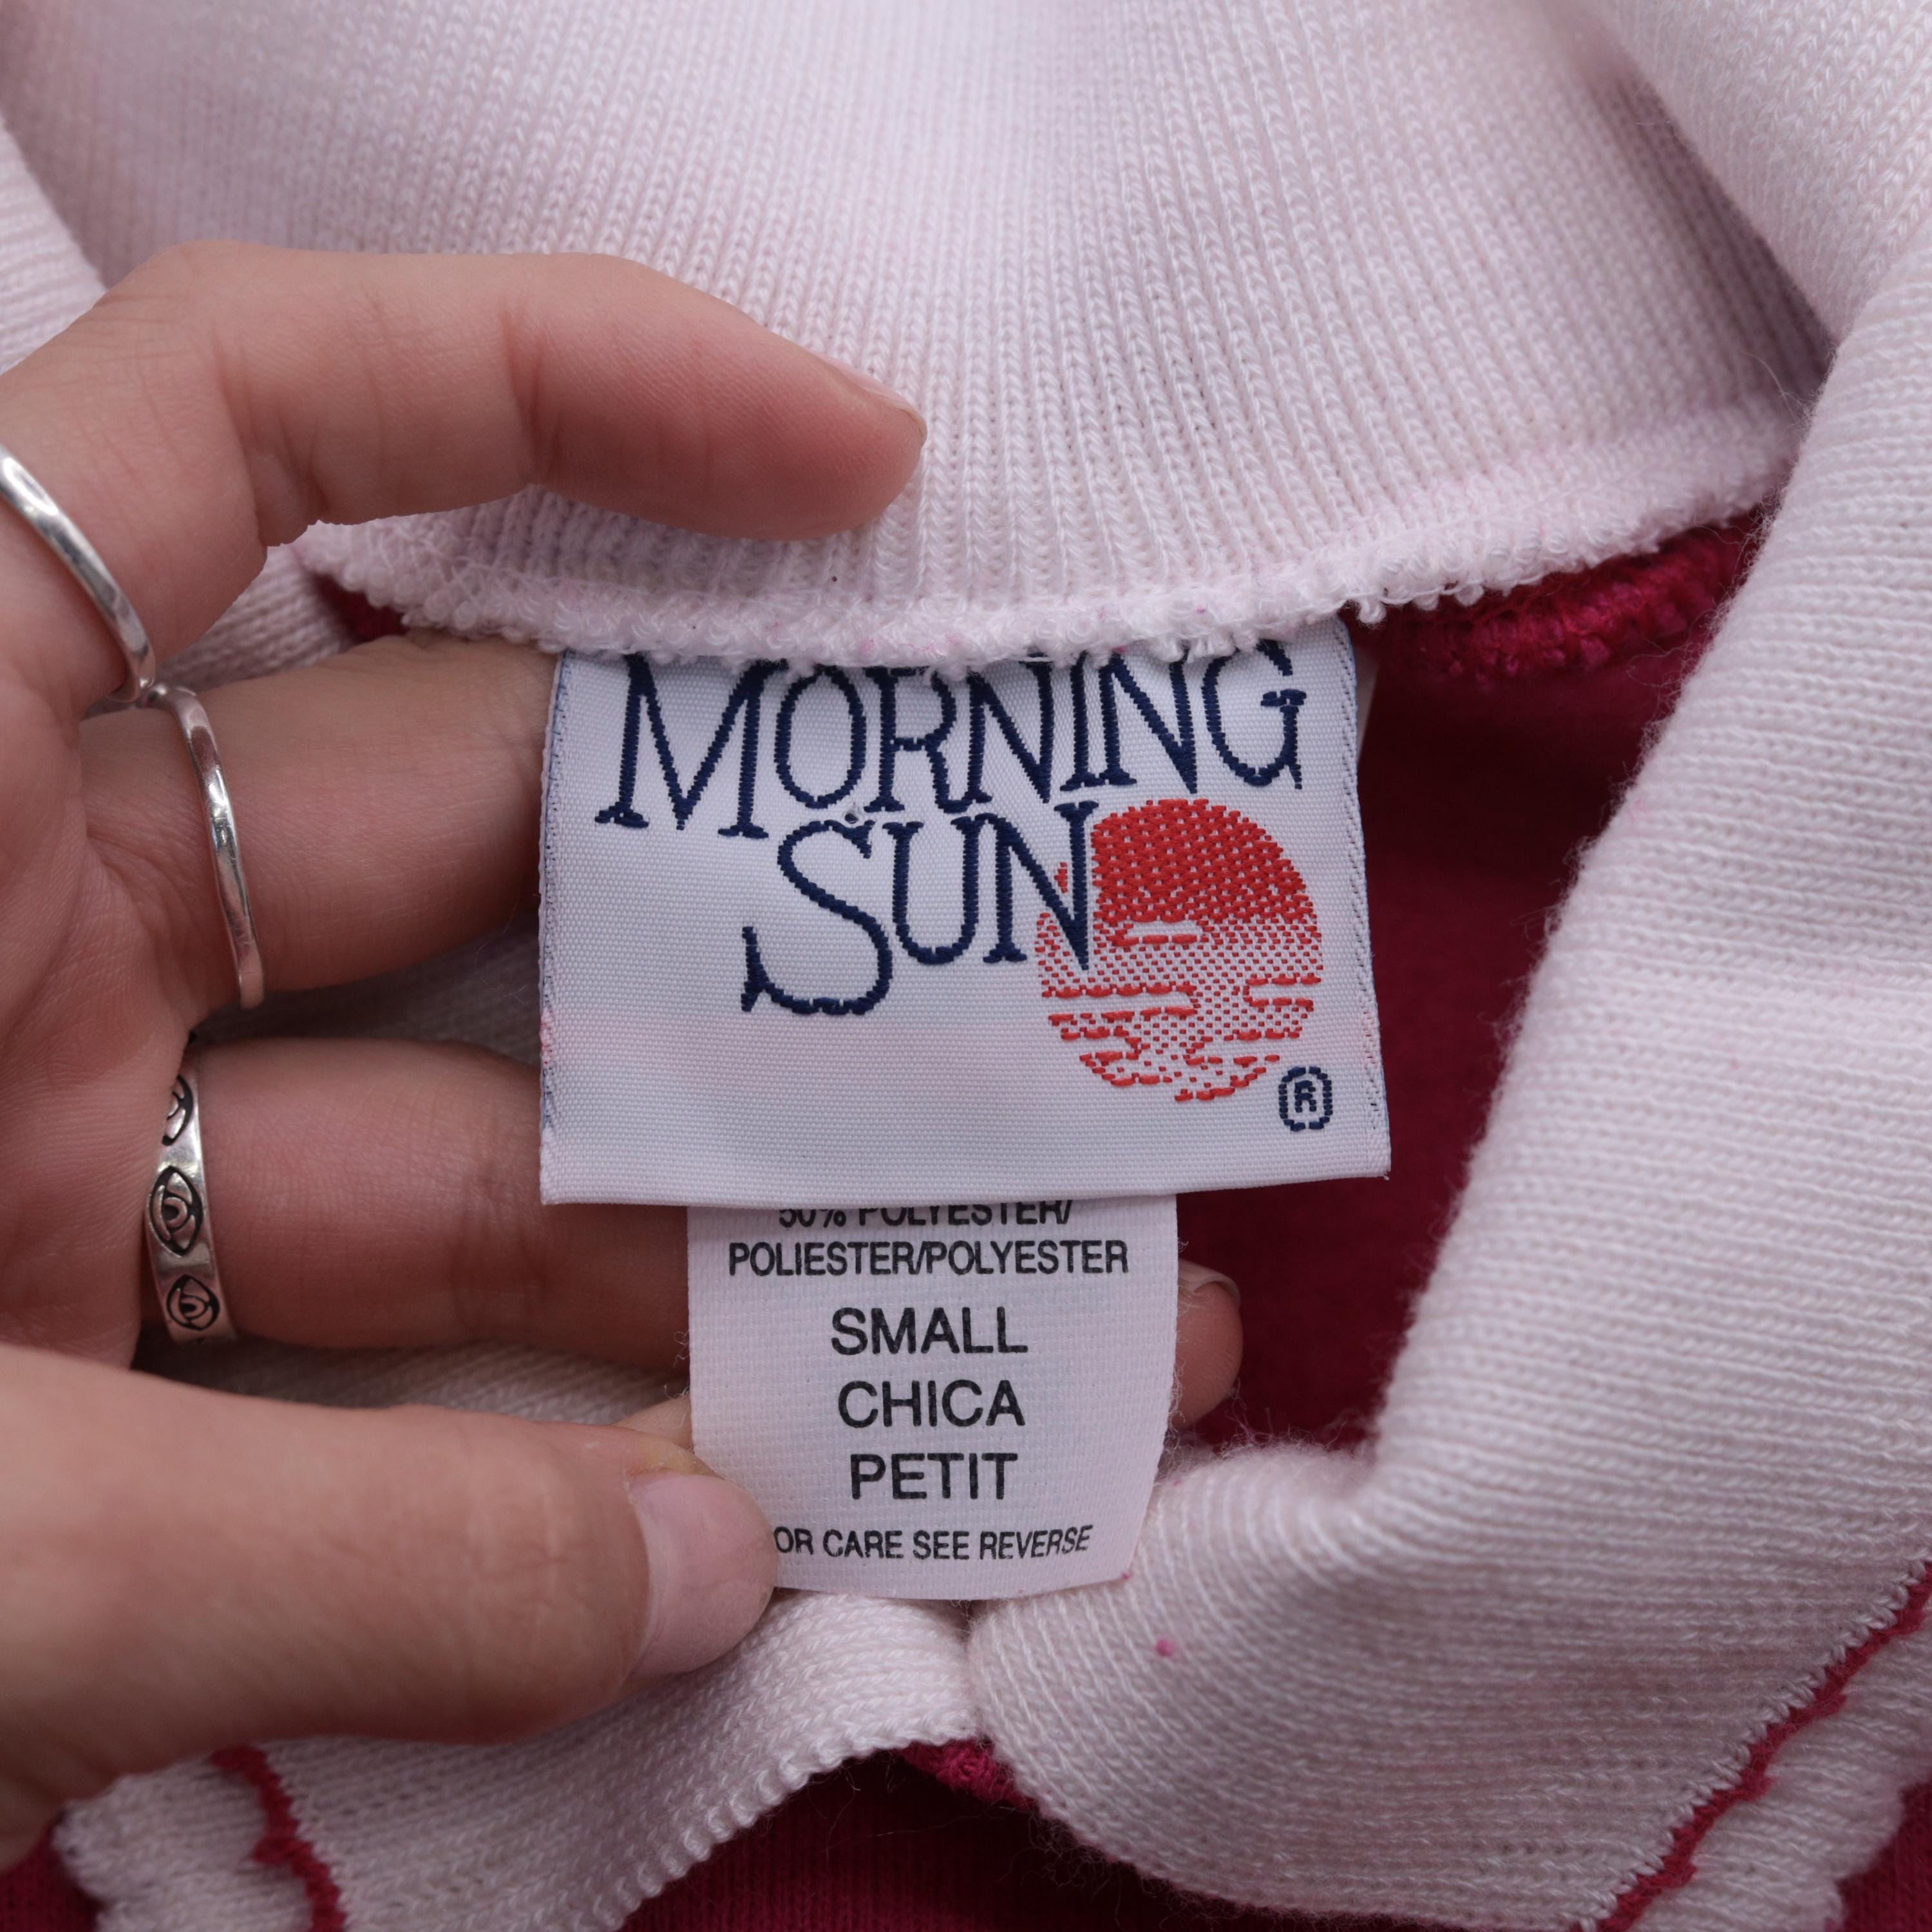 MORNING
SUN
®
50% POLYESTER/
POLIESTER/POLYESTER
SMALL
CHICA
PETIT
OR CARE SEE REVERSE